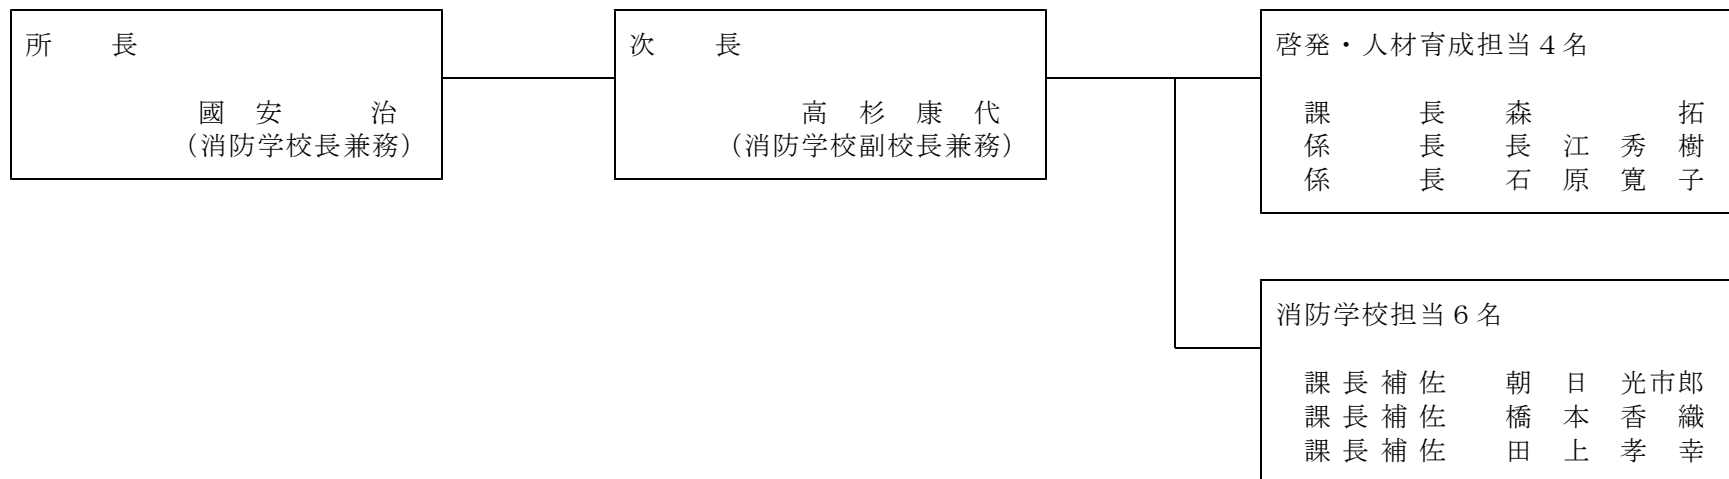 所　　長
國　安　　　治
（消防学校長兼務）
次　　長
高　杉　康　代
（消防学校副校長兼務）
啓発・人材育成担当４名
課　　　長　　森　　　　　拓
係　　　長　　長　江　秀　樹
係　　　長　　石　原　寛　子
消防学校担当６名
課長補佐　　朝　日　光市郎
課長補佐　　橋　本　香　織
課長補佐　　田　上　孝　幸